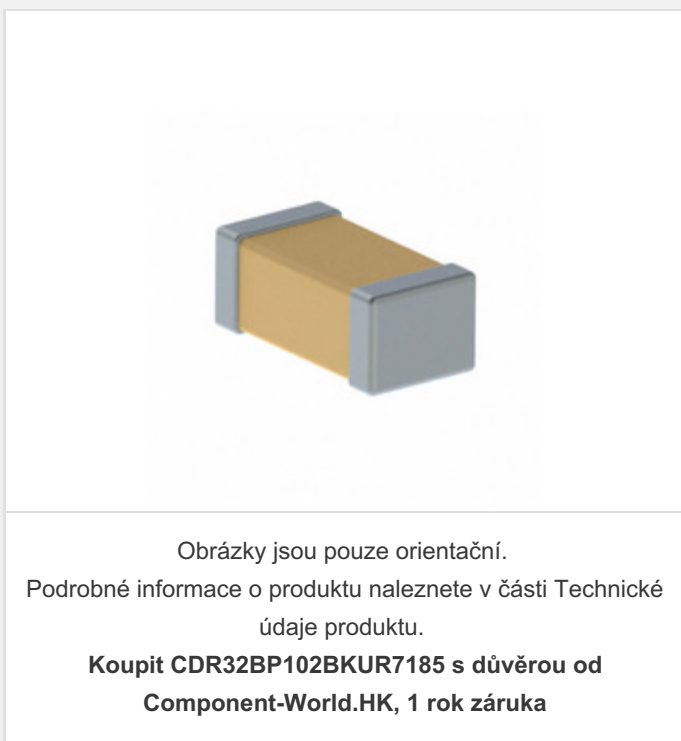 Obrázky jsou pouze orientační.
Podrobné informace o produktu naleznete v části Technické
údaje produktu.
Koupit CDR32BP102BKUR7185 s důvěrou od
Component-World.HK, 1 rok záruka